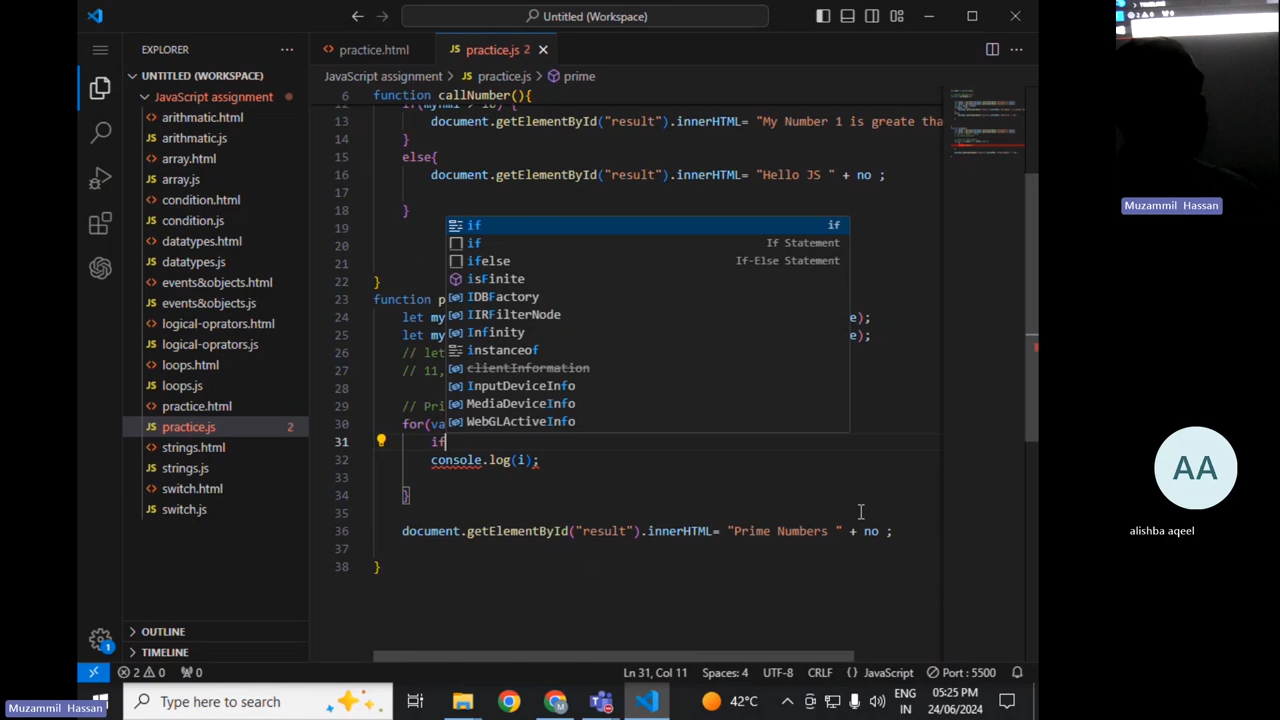 Untitled (Workspace)
EXPLORER
practice.html
practice.js 2
UNTITLED (WORKSPACE)
JavaScript assignment > practice.js > prime
JavaScript assignment
arithmatic.html
arithmatic.js
array.html
array.js
condition.html
condition.js
datatypes.html
datatypes.js
events&objects.html
events&objects.js
logical-oprators.html
logical-oprators.js
loops.html
loops.js
practice.html
practice.js 2
strings.html
strings.js
switch.html
switch.js
OUTLINE
TIMELINE
6 function callNumber(){
13 document.getElementById("result").innerHTML= "My Number 1 is greate tha
14 }
15 else{
16 document.getElementById("result").innerHTML= "Hello JS " + no ;
17
18 }
19
20
21
22 }
23 function p
24 let my e);
25 let my e);
26 // let
27 // 11,
28
29 // Pri
30 for(va
31 if
32 console.log(i);
33
34 }
35
36 document.getElementById("result").innerHTML= "Prime Numbers " + no ;
37
38 }
if if
if If Statement
ifelse If-Else Statement
isFinite
IDBFactory
IIRFilterNode
Infinity
instanceof
clientInformation
InputDeviceInfo
MediaDeviceInfo
WebGLActiveInfo
2 0 0
Ln 31, Col 11 Spaces: 4 UTF-8 CRLF {} JavaScript Port : 5500
Type here to search
42°C
ENG
IN
05:25 PM
24/06/2024
1
Muzammil Hassan
Muzammil Hassan
AA
alishba aqeel